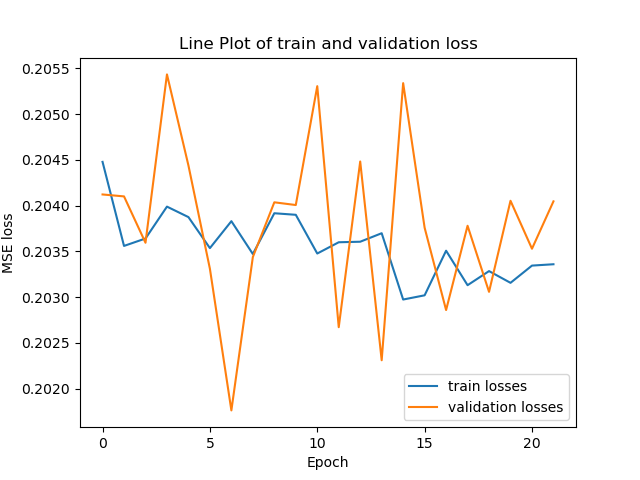 Line Plot of train and validation loss
0.2055
0.2050
0.2045
0.2040
0.2035
0.2030
0.2025
0.2020
MSE loss
train losses
validation losses
0 5 10 15 20
Epoch